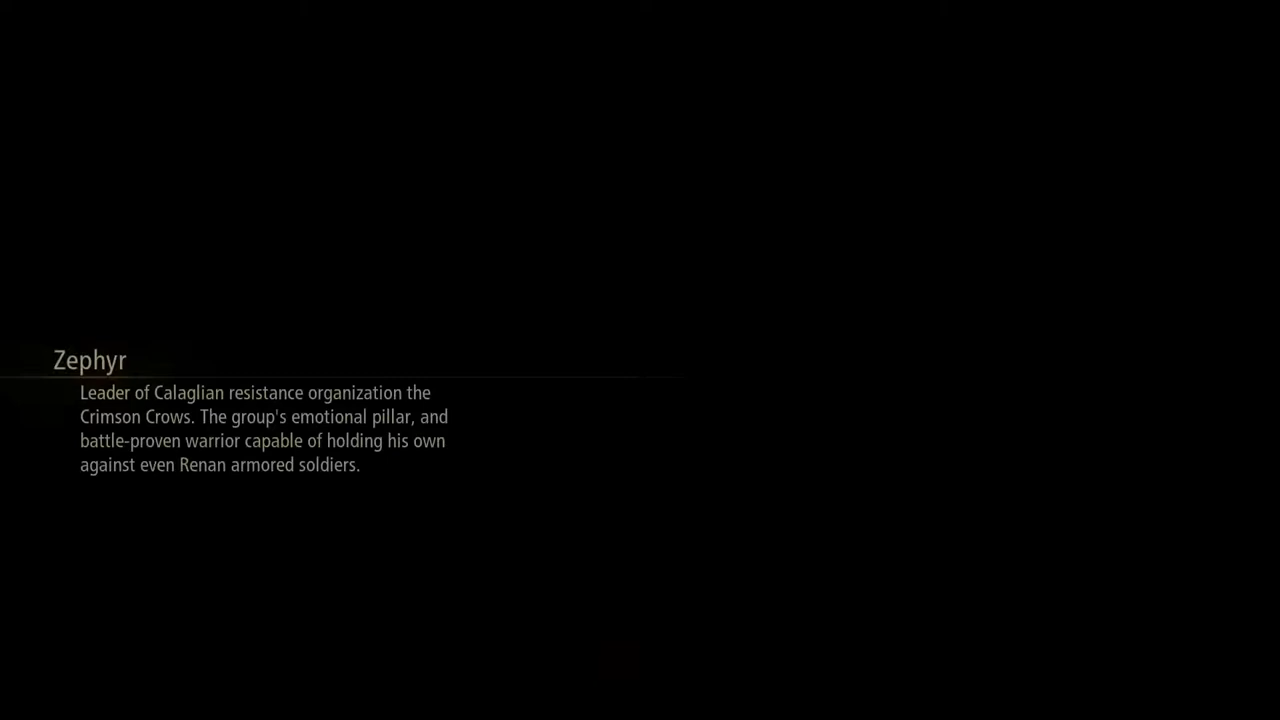 Zephyr
Leader of Calaglian resistance organization the
Crimson Crows. The group's emotional pillar, and
battle-proven warrior capable of holding his own
against even Renan armored soldiers.